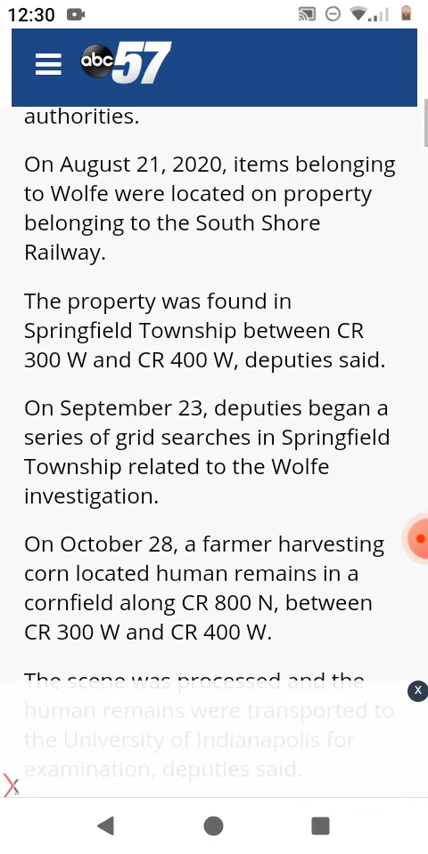 12:30
abc 57
authorities.
On August 21, 2020, items belonging
to Wolfe were located on property
belonging to the South Shore
Railway.
The property was found in
Springfield Township between CR
300 W and CR 400 W, deputies said.
On September 23, deputies began a
series of grid searches in Springfield
Township related to the Wolfe
investigation.
On October 28, a farmer harvesting
corn located human remains in a
cornfield along CR 800 N, between
CR 300 W and CR 400 W.
The scene was processed and the
human remains were transported to
the University of Indianapolis for
examination, deputies said.